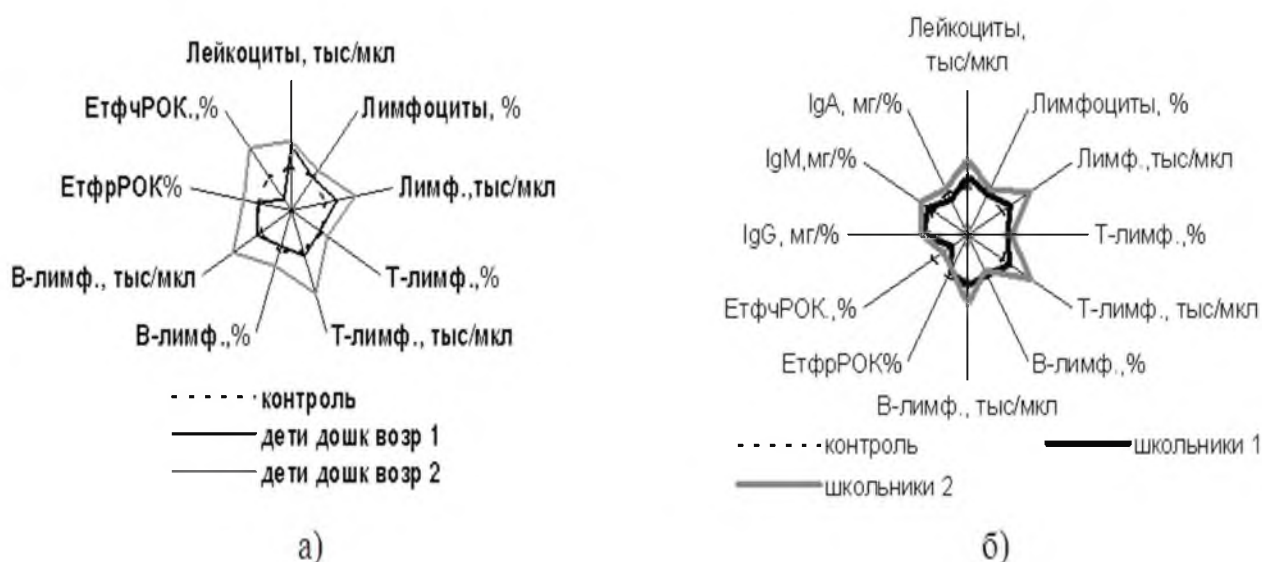 Лейкоциты, тыс/мкл
ЕтфчРОК.,%
Лимфоциты, %
ЕтфрРОК%
Лимф.,тыс/мкл
В-лимф., тыс/мкл
Т-лимф.,%
В-лимф.,%
Т-лимф., тыс/мкл
контроль
дети дошк возр 1
дети дошк возр 2
а)
Лейкоциты,
тыс/мкл
IgA, мг/%
Лимфоциты, %
IgM,мг/%
Лимф.,тыс/мкл
IgG, мг/%
Т-лимф.,%
ЕтфчРОК.,%
Т-лимф., тыс/мкл
ЕтфрРОК%
В-лимф.,%
В-лимф., тыс/мкл
контроль
школьники 1
школьники 2
б)